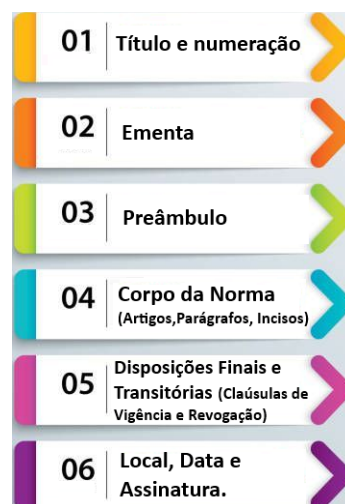 01 Título e numeração
02 Ementa
03 Preâmbulo
04 Corpo da Norma
(Artigos,Parágrafos, Incisos)
05 Disposições Finais e
Transitórias (Claúsulas de
Vigência e Revogação)
06 Local, Data e
Assinatura.